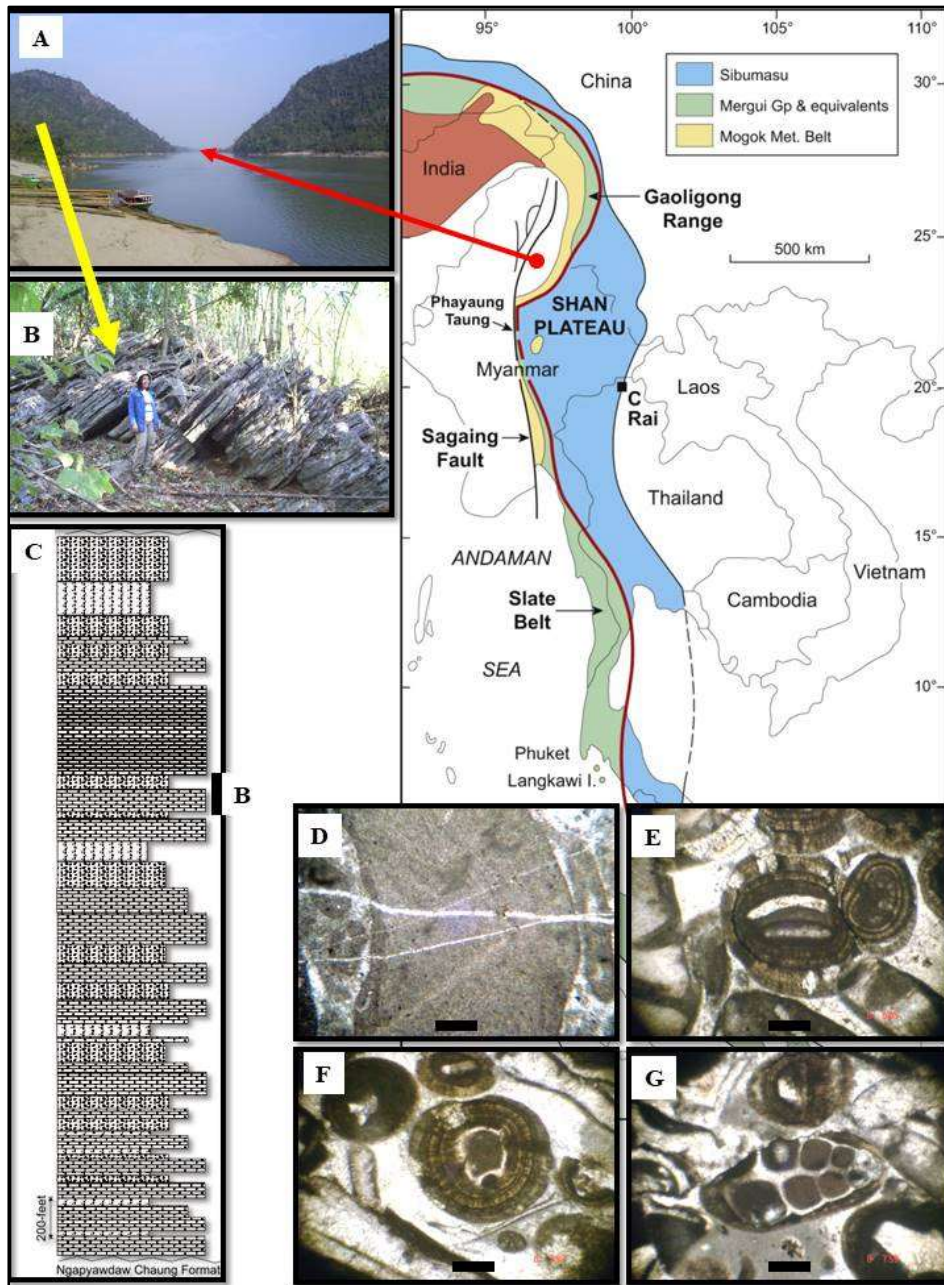 A
B
C
B
200-feet
Ngapyawdaw Chaung Format
95°
100°
105°
110°
China
Sibumasu
Mergui Gp & equivalents
Mogok Met. Belt
30°
India
Gaoligong
Range
500 km
25°
Phayaung
Taung
SHAN
PLATEAU
Myanmar
Laos
20°
C
Rai
Sagaing
Fault
Thailand
15°
ANDAMAN
Vietnam
Cambodia
Slate
Belt
SEA
10°
Phuket
Langkawi I.
D
E
F
G